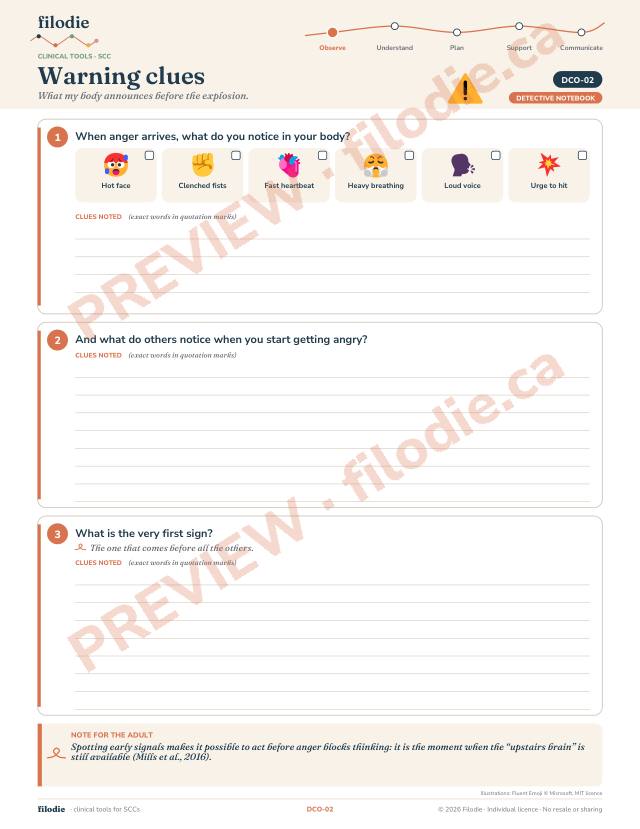 filodie
Observe Understand Plan Support Communicate
CLINICAL TOOLS · SCC
Warning clues
What my body announces before the explosion.
DCO-02
DETECTIVE NOTEBOOK
1 When anger arrives, what do you notice in your body?
Hot face Clenched fists Fast heartbeat Heavy breathing Loud voice Urge to hit
CLUES NOTED (exact words in quotation marks)
PREVIEW · filodie.ca
2 And what do others notice when you start getting angry?
CLUES NOTED (exact words in quotation marks)
3 What is the very first sign?
The one that comes before all the others.
CLUES NOTED (exact words in quotation marks)
PREVIEW · filodie.ca
NOTE FOR THE ADULT
Spotting early signals makes it possible to act before anger blocks thinking: it is the moment when the “upstairs brain” is
still available (Mills et al., 2016).
Illustrations: Fluent Emoji © Microsoft, MIT licence
filodie · clinical tools for SCCs DCO-02 © 2026 Filodie · Individual licence · No resale or sharing